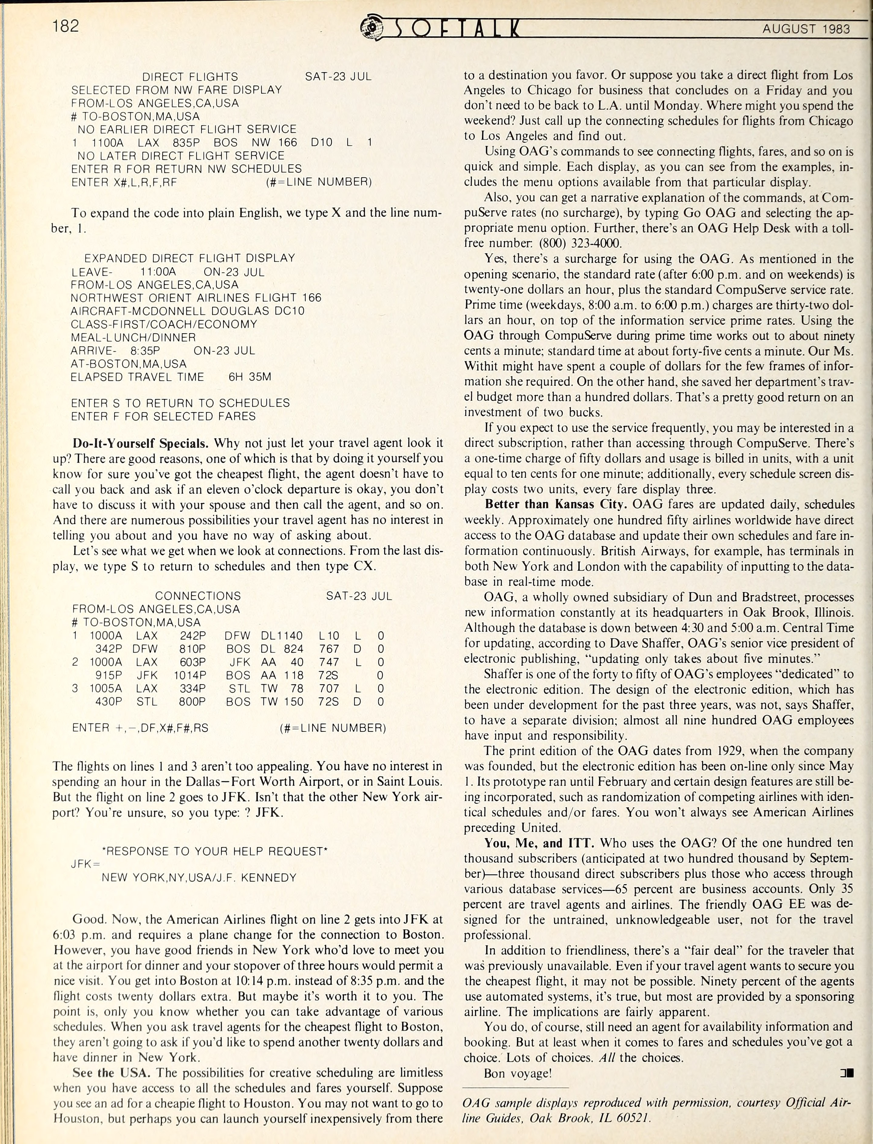 182
SOFTALK
AUGUST 1983
DIRECT FLIGHTS SAT-23 JUL
SELECTED FROM NW FARE DISPLAY
FROM-LOS ANGELES,CA,USA
# TO-BOSTON,MA,USA
NO EARLIER DIRECT FLIGHT SERVICE
1 1100A LAX 835P BOS NW 166 D10 L 1
NO LATER DIRECT FLIGHT SERVICE
ENTER R FOR RETURN NW SCHEDULES
ENTER X#,L,R,F,RF (#=LINE NUMBER)
To expand the code into plain English, we type X and the line num-
ber, 1.
EXPANDED DIRECT FLIGHT DISPLAY
LEAVE- 11:00A ON-23 JUL
FROM-LOS ANGELES,CA,USA
NORTHWEST ORIENT AIRLINES FLIGHT 166
AIRCRAFT-MCDONNELL DOUGLAS DC10
CLASS-FIRST/COACH/ECONOMY
MEAL-LUNCH/DINNER
ARRIVE- 8:35P ON-23 JUL
AT-BOSTON,MA,USA
ELAPSED TRAVEL TIME 6H 35M
ENTER S TO RETURN TO SCHEDULES
ENTER F FOR SELECTED FARES
Do-It-Yourself Specials. Why not just let your travel agent look it
up? There are good reasons, one of which is that by doing it yourself you
know for sure you've got the cheapest flight, the agent doesn't have to
call you back and ask if an eleven o'clock departure is okay, you don't
have to discuss it with your spouse and then call the agent, and so on.
And there are numerous possibilities your travel agent has no interest in
telling you about and you have no way of asking about.
Let's see what we get when we look at connections. From the last dis-
play, we type S to return to schedules and then type CX.
CONNECTIONS SAT-23 JUL
FROM-LOS ANGELES,CA,USA
# TO-BOSTON,MA,USA
1 1000A LAX 242P DFW DL1140 L10 L 0
342P DFW 810P BOS DL 824 767 D 0
2 1000A LAX 603P JFK AA 40 747 L 0
915P JFK 1014P BOS AA 118 72S 0
3 1005A LAX 334P STL TW 78 707 L 0
430P STL 800P BOS TW 150 72S D 0
ENTER +,-,DF,X#,F#,RS (#=LINE NUMBER)
The flights on lines 1 and 3 aren't too appealing. You have no interest in
spending an hour in the Dallas–Fort Worth Airport, or in Saint Louis.
But the flight on line 2 goes to JFK. Isn't that the other New York air-
port? You're unsure, so you type: ? JFK.
*RESPONSE TO YOUR HELP REQUEST*
JFK=
NEW YORK,NY,USA/J.F. KENNEDY
Good. Now, the American Airlines flight on line 2 gets into JFK at
6:03 p.m. and requires a plane change for the connection to Boston.
However, you have good friends in New York who'd love to meet you
at the airport for dinner and your stopover of three hours would permit a
nice visit. You get into Boston at 10:14 p.m. instead of 8:35 p.m. and the
flight costs twenty dollars extra. But maybe it's worth it to you. The
point is, only you know whether you can take advantage of various
schedules. When you ask travel agents for the cheapest flight to Boston,
they aren't going to ask if you'd like to spend another twenty dollars and
have dinner in New York.
See the USA. The possibilities for creative scheduling are limitless
when you have access to all the schedules and fares yourself. Suppose
you see an ad for a cheapie flight to Houston. You may not want to go to
Houston, but perhaps you can launch yourself inexpensively from there
to a destination you favor. Or suppose you take a direct flight from Los
Angeles to Chicago for business that concludes on a Friday and you
don't need to be back to L.A. until Monday. Where might you spend the
weekend? Just call up the connecting schedules for flights from Chicago
to Los Angeles and find out.
Using OAG's commands to see connecting flights, fares, and so on is
quick and simple. Each display, as you can see from the examples, in-
cludes the menu options available from that particular display.
Also, you can get a narrative explanation of the commands, at Com-
puServe rates (no surcharge), by typing Go OAG and selecting the ap-
propriate menu option. Further, there's an OAG Help Desk with a toll-
free number: (800) 323-4000.
Yes, there's a surcharge for using the OAG. As mentioned in the
opening scenario, the standard rate (after 6:00 p.m. and on weekends) is
twenty-one dollars an hour, plus the standard CompuServe service rate.
Prime time (weekdays, 8:00 a.m. to 6:00 p.m.) charges are thirty-two dol-
lars an hour, on top of the information service prime rates. Using the
OAG through CompuServe during prime time works out to about ninety
cents a minute; standard time at about forty-five cents a minute. Our Ms.
Withit might have spent a couple of dollars for the few frames of infor-
mation she required. On the other hand, she saved her department's trav-
el budget more than a hundred dollars. That's a pretty good return on an
investment of two bucks.
If you expect to use the service frequently, you may be interested in a
direct subscription, rather than accessing through CompuServe. There's
a one-time charge of fifty dollars and usage is billed in units, with a unit
equal to ten cents for one minute; additionally, every schedule screen dis-
play costs two units, every fare display three.
Better than Kansas City. OAG fares are updated daily, schedules
weekly. Approximately one hundred fifty airlines worldwide have direct
access to the OAG database and update their own schedules and fare in-
formation continuously. British Airways, for example, has terminals in
both New York and London with the capability of inputting to the data-
base in real-time mode.
OAG, a wholly owned subsidiary of Dun and Bradstreet, processes
new information constantly at its headquarters in Oak Brook, Illinois.
Although the database is down between 4:30 and 5:00 a.m. Central Time
for updating, according to Dave Shaffer, OAG's senior vice president of
electronic publishing, "updating only takes about five minutes."
Shaffer is one of the forty to fifty of OAG's employees "dedicated" to
the electronic edition. The design of the electronic edition, which has
been under development for the past three years, was not, says Shaffer,
to have a separate division; almost all nine hundred OAG employees
have input and responsibility.
The print edition of the OAG dates from 1929, when the company
was founded, but the electronic edition has been on-line only since May
1. Its prototype ran until February and certain design features are still be-
ing incorporated, such as randomization of competing airlines with iden-
tical schedules and/or fares. You won't always see American Airlines
preceding United.
You, Me, and ITT. Who uses the OAG? Of the one hundred ten
thousand subscribers (anticipated at two hundred thousand by Septem-
ber)—three thousand direct subscribers plus those who access through
various database services—65 percent are business accounts. Only 35
percent are travel agents and airlines. The friendly OAG EE was de-
signed for the untrained, unknowledgeable user, not for the travel
professional.
In addition to friendliness, there's a "fair deal" for the traveler that
was previously unavailable. Even if your travel agent wants to secure you
the cheapest flight, it may not be possible. Ninety percent of the agents
use automated systems, it's true, but most are provided by a sponsoring
airline. The implications are fairly apparent.
You do, of course, still need an agent for availability information and
booking. But at least when it comes to fares and schedules you've got a
choice. Lots of choices. All the choices.
Bon voyage!
OAG sample displays reproduced with permission, courtesy Official Air-
line Guides, Oak Brook, IL 60521.